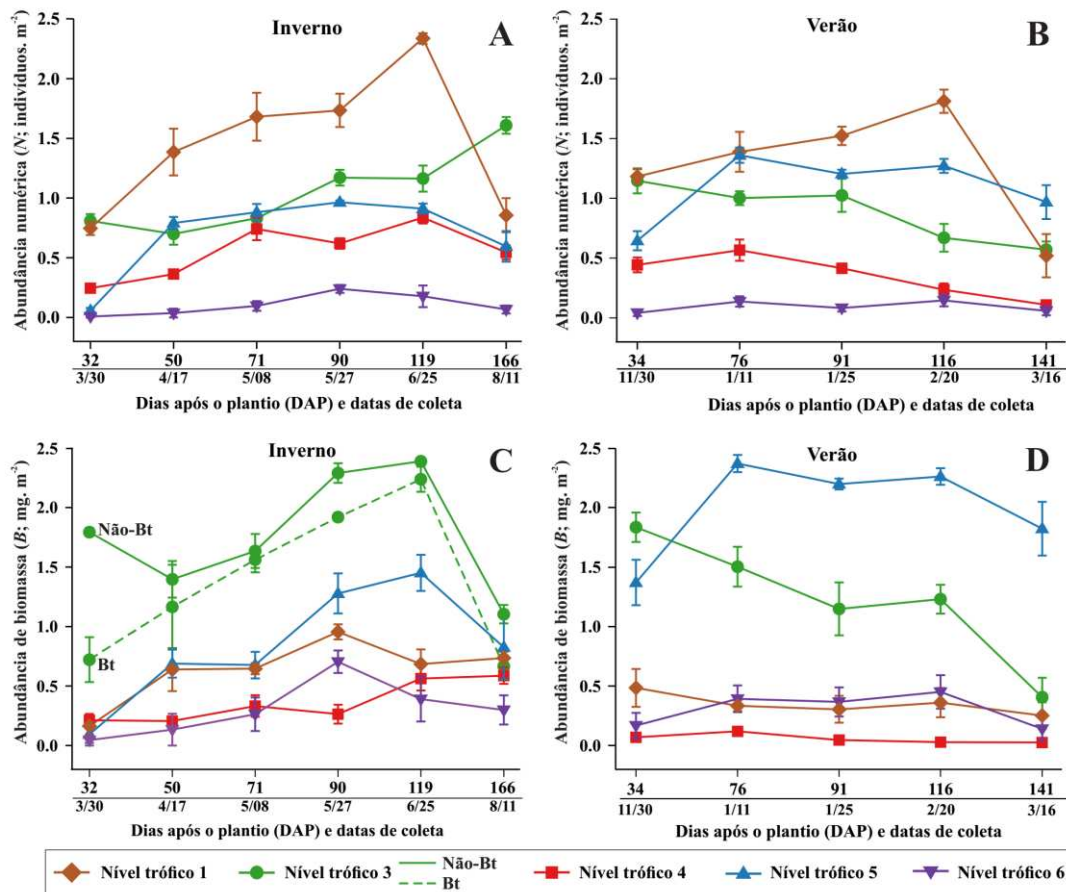 Inverno
A
Abundância numérica (N; indivíduos. m⁻²)
2.5
2.0
1.5
1.0
0.5
0.0
32 50 71 90 119 166
3/30 4/17 5/08 5/27 6/25 8/11
Dias após o plantio (DAP) e datas de coleta
Verão
B
Abundância numérica (N; indivíduos. m⁻²)
2.5
2.0
1.5
1.0
0.5
0.0
34 76 91 116 141
11/30 1/11 1/25 2/20 3/16
Dias após o plantio (DAP) e datas de coleta
Inverno
C
Abundância de biomassa (B; mg. m⁻²)
2.5
2.0
1.5
1.0
0.5
0.0
Não-Bt
Bt
32 50 71 90 119 166
3/30 4/17 5/08 5/27 6/25 8/11
Dias após o plantio (DAP) e datas de coleta
Verão
D
Abundância de biomassa (B; mg. m⁻²)
2.5
2.0
1.5
1.0
0.5
0.0
34 76 91 116 141
11/30 1/11 1/25 2/20 3/16
Dias após o plantio (DAP) e datas de coleta
Nível trófico 1 Nível trófico 3 Não-Bt Nível trófico 4 Nível trófico 5 Nível trófico 6
Bt